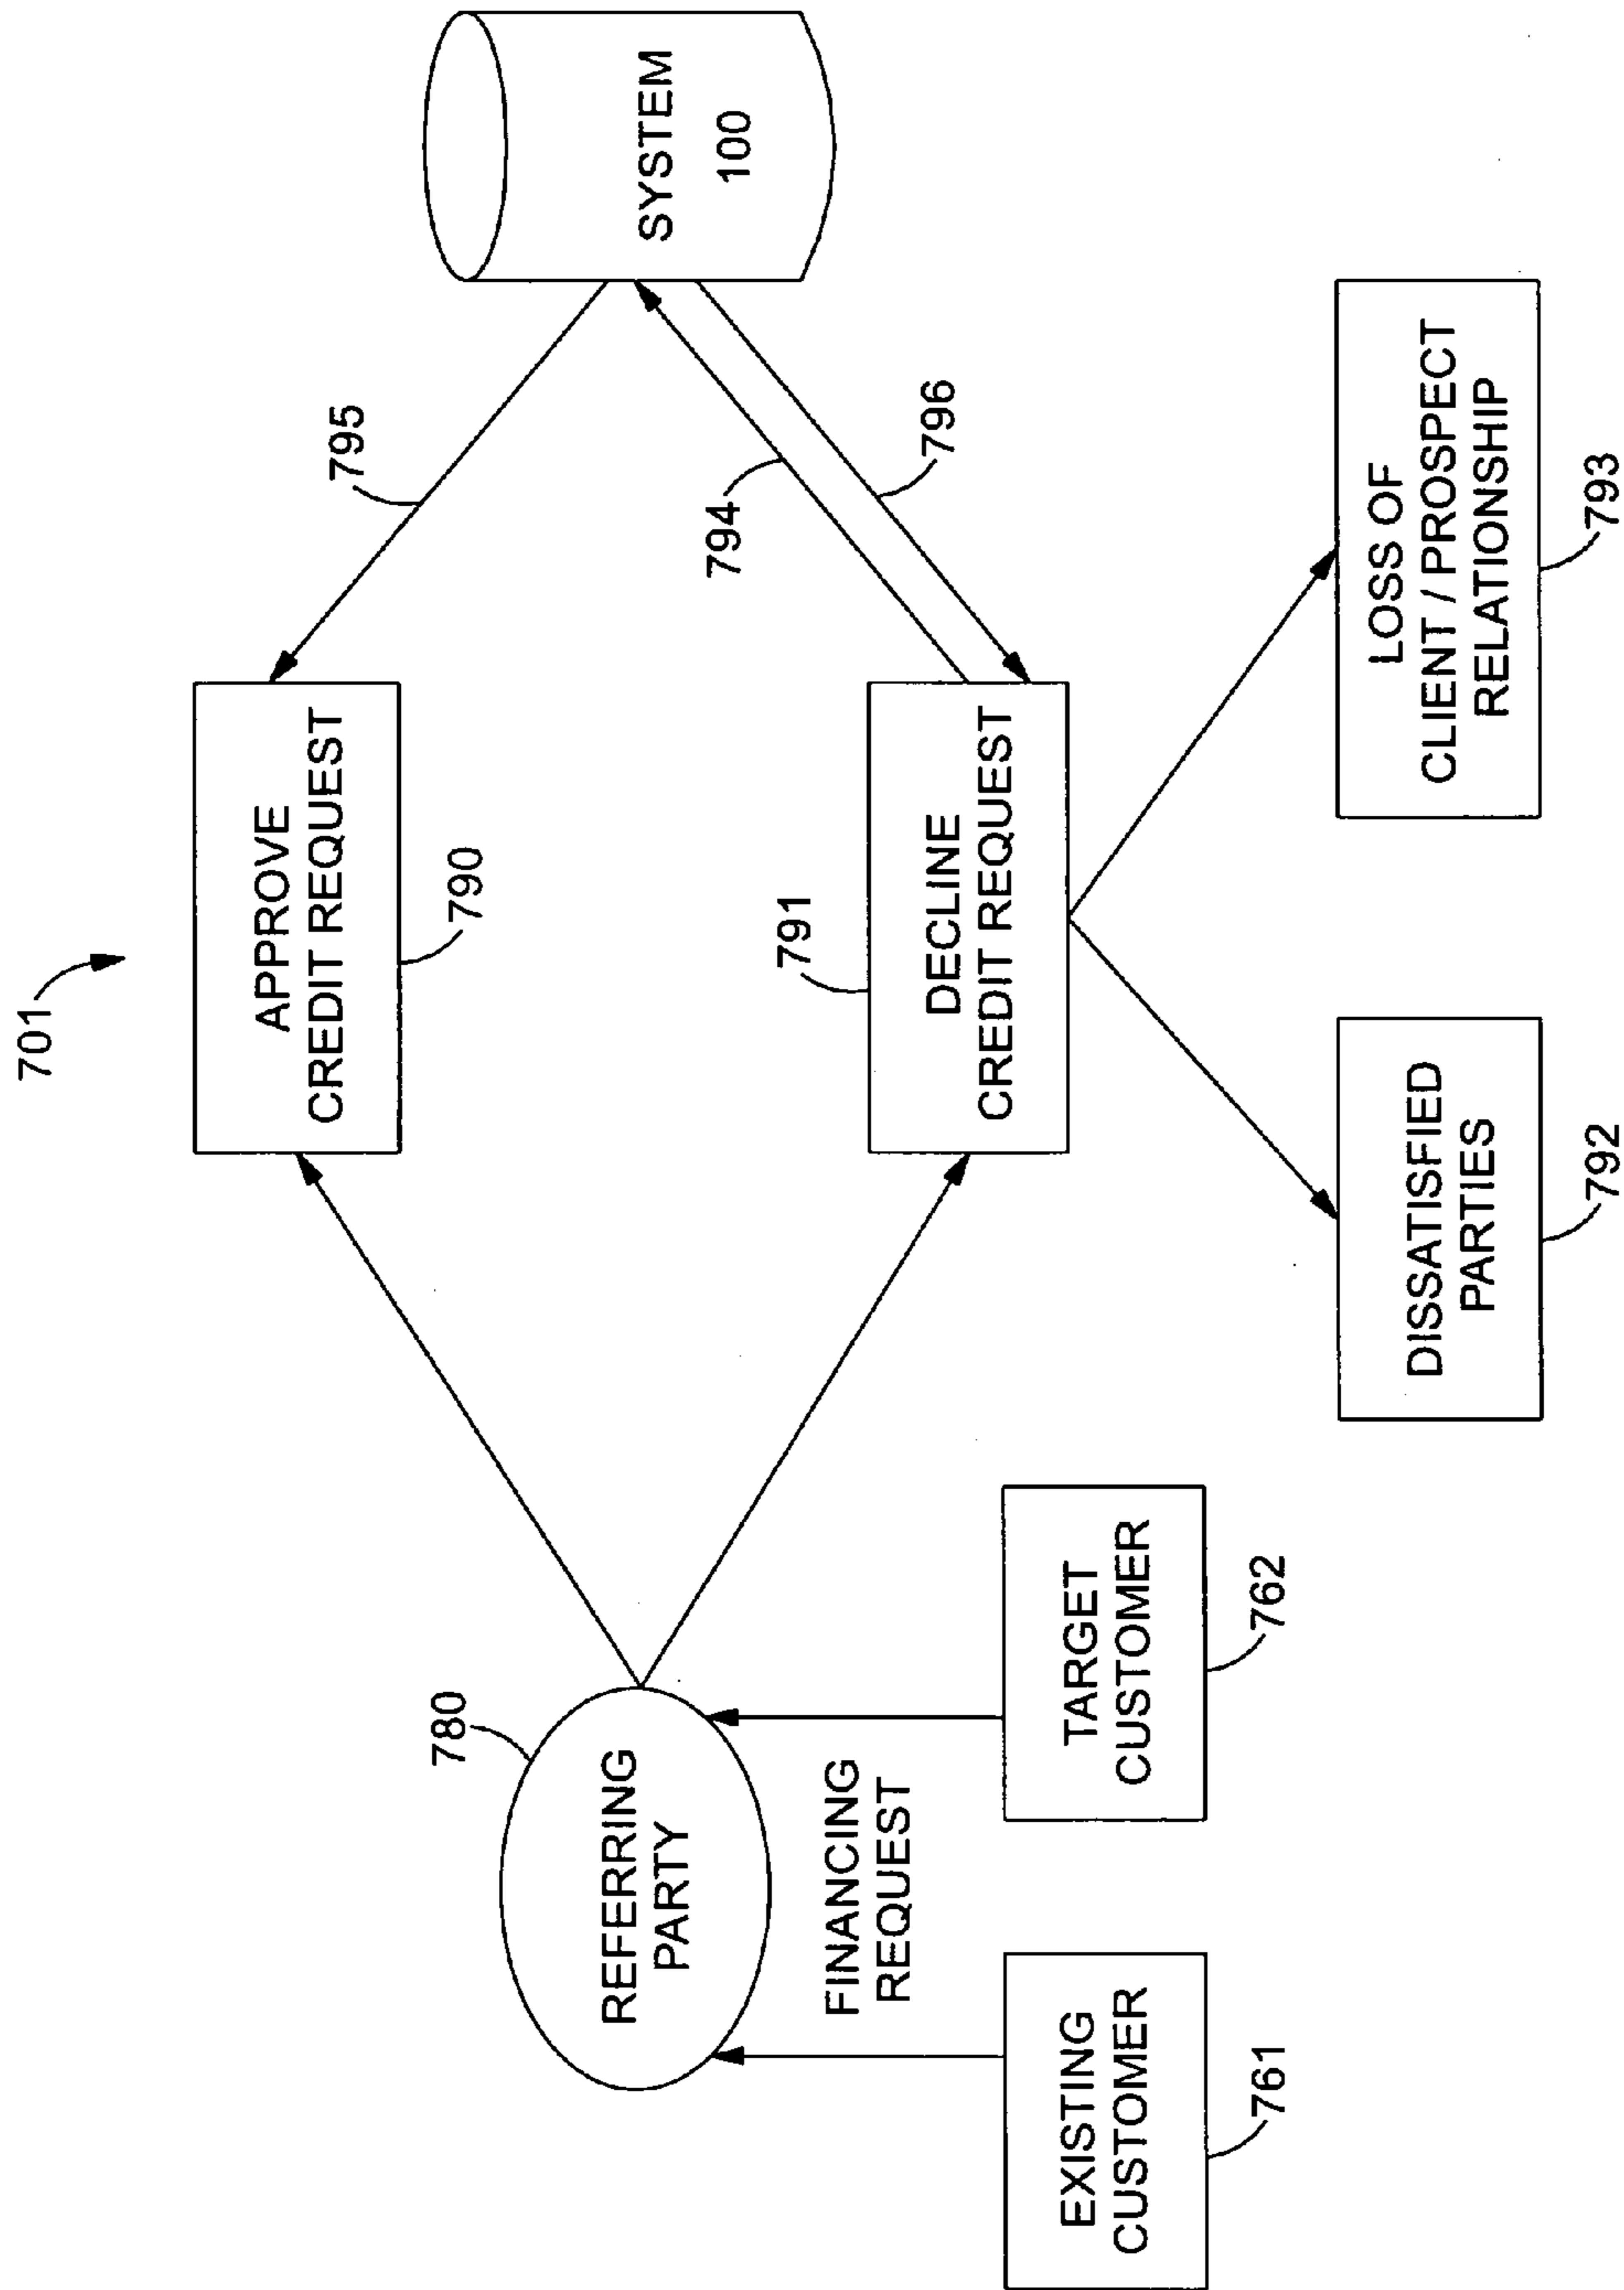 701
APPROVE
CREDIT REQUEST
790
795
SYSTEM
100
780
REFERRING
PARTY
794
796
791
DECLINE
CREDIT REQUEST
FINANCING
REQUEST
EXISTING
CUSTOMER
761
TARGET
CUSTOMER
762
DISSATISFIED
PARTIES
792
LOSS OF
CLIENT / PROSPECT
RELATIONSHIP
793